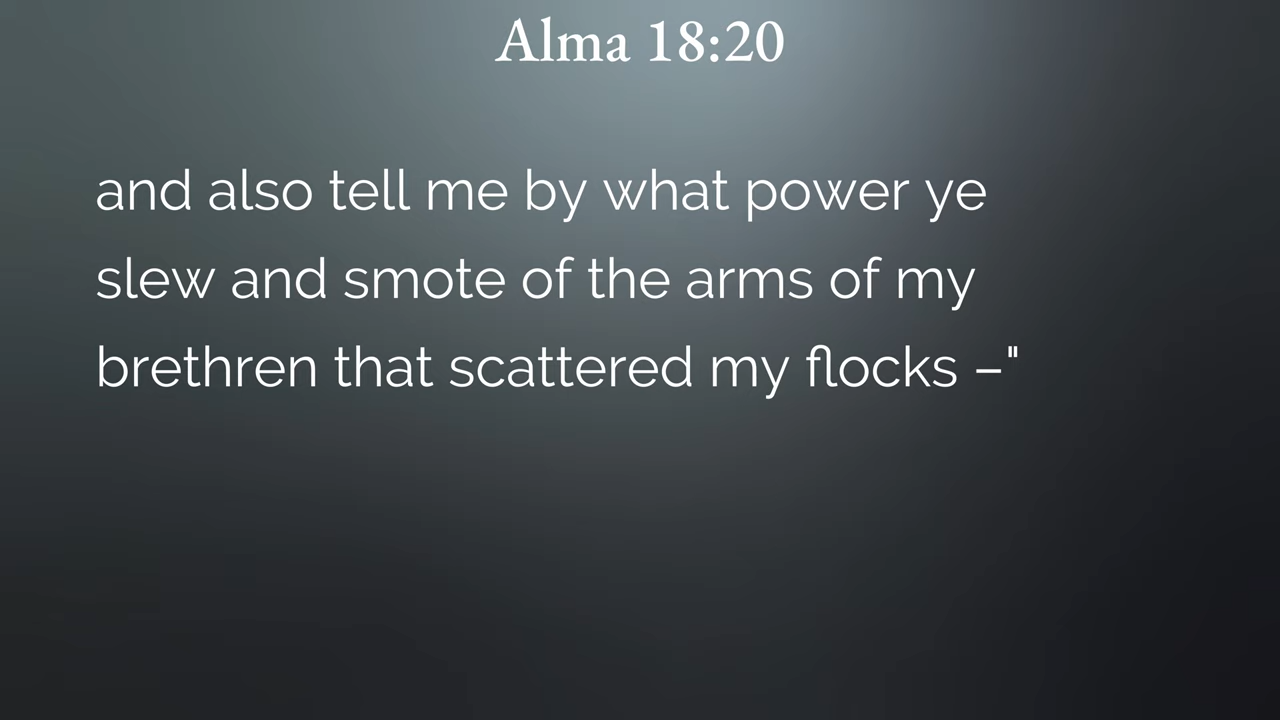 Alma 18:20
and also tell me by what power ye
slew and smote of the arms of my
brethren that scattered my flocks –"